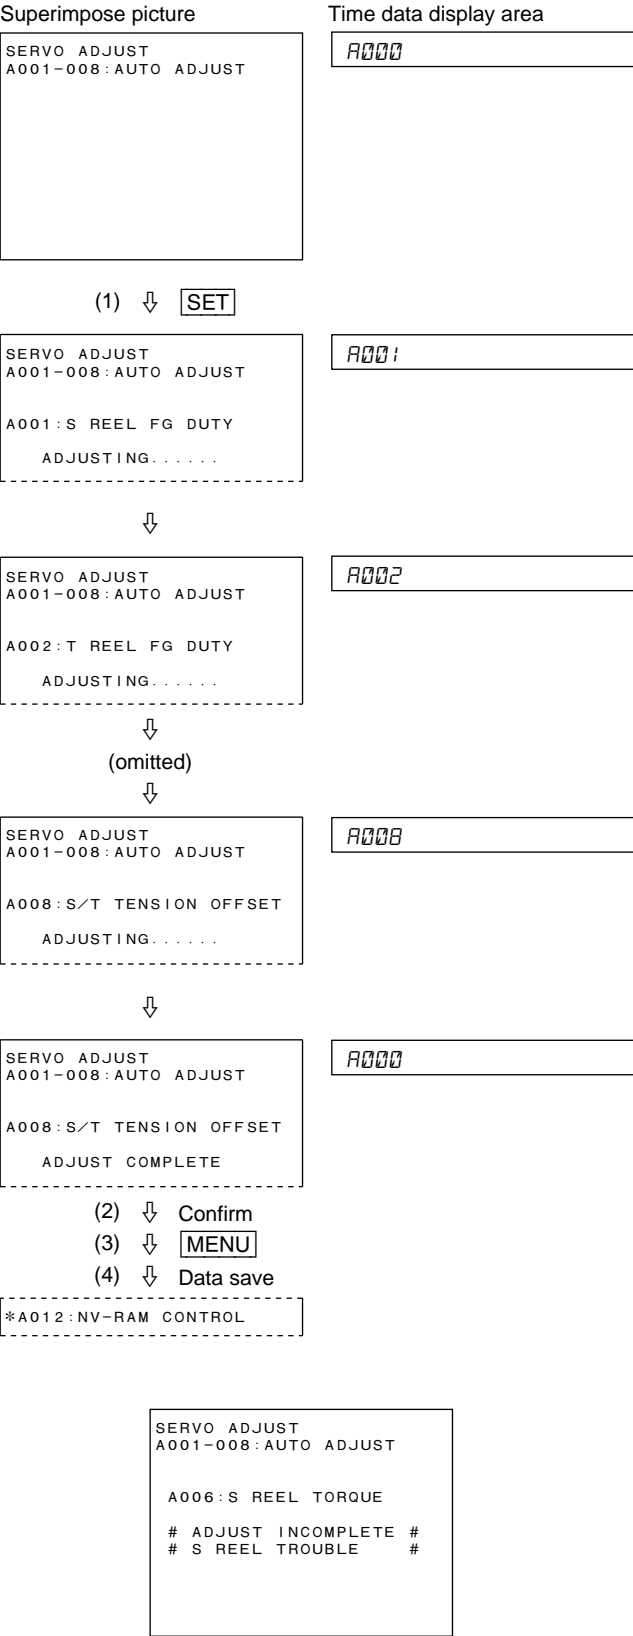 Superimpose picture Time data display area
SERVO ADJUST
A001-008:AUTO ADJUST
A000
(1) ⇩ SET
SERVO ADJUST
A001-008:AUTO ADJUST
A001:S REEL FG DUTY
ADJUSTING......
A001
⇩
SERVO ADJUST
A001-008:AUTO ADJUST
A002:T REEL FG DUTY
ADJUSTING......
A002
⇩
(omitted)
⇩
SERVO ADJUST
A001-008:AUTO ADJUST
A008:S/T TENSION OFFSET
ADJUSTING......
A008
⇩
SERVO ADJUST
A001-008:AUTO ADJUST
A008:S/T TENSION OFFSET
ADJUST COMPLETE
A000
(2) ⇩ Confirm
(3) ⇩ MENU
(4) ⇩ Data save
*A012:NV-RAM CONTROL
SERVO ADJUST
A001-008:AUTO ADJUST
A006:S REEL TORQUE
# ADJUST INCOMPLETE #
# S REEL TROUBLE #